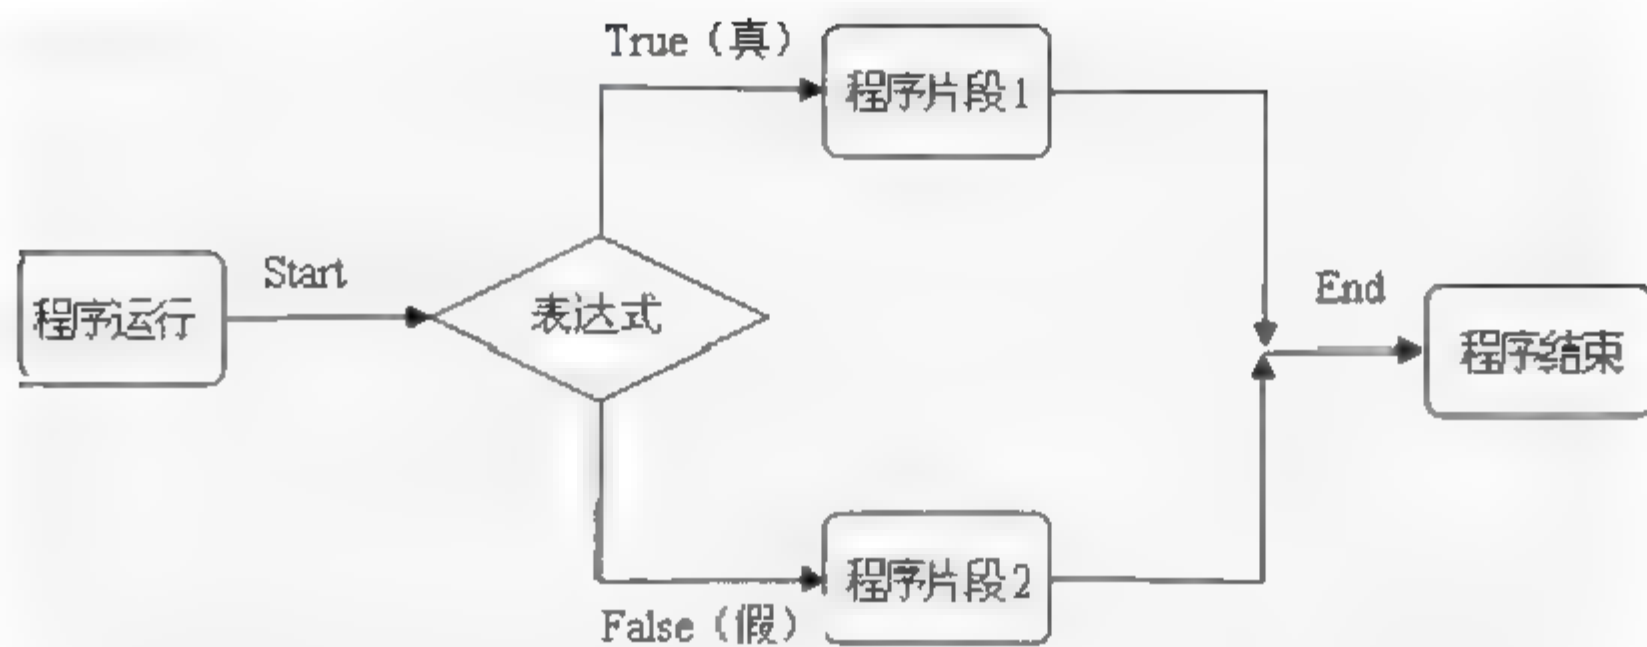 True（真）
程序片段1
Start
End
程序运行
表达式
程序结束
程序片段2
False（假）